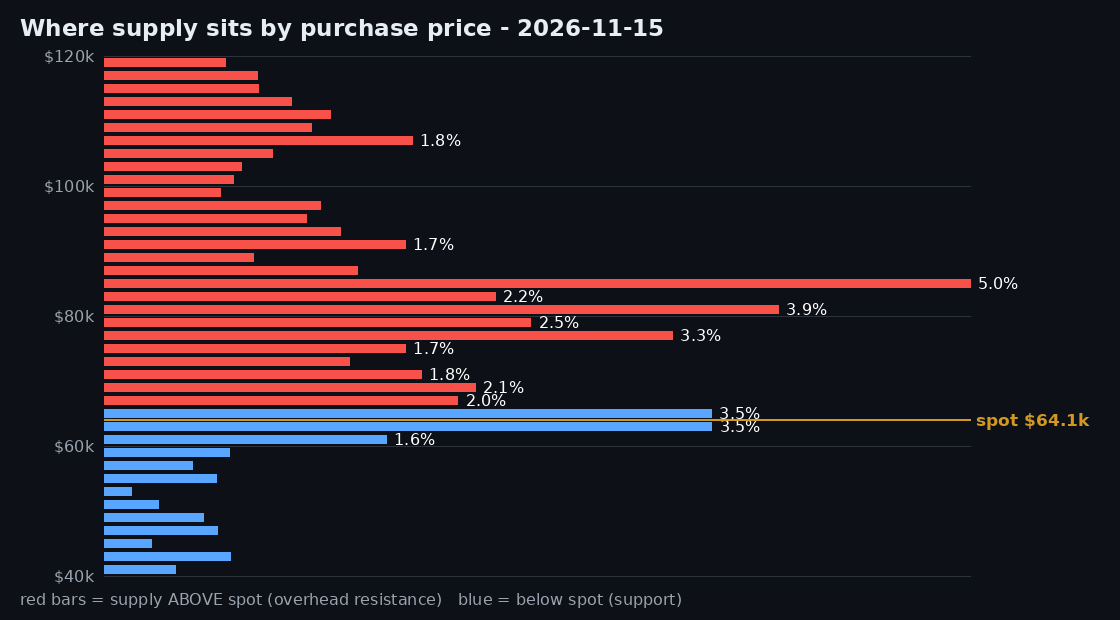 Where supply sits by purchase price - 2026-11-15
$120k
1.8%
$100k
1.7%
5.0%
2.2%
3.9%
$80k
2.5%
3.3%
1.7%
1.8%
2.1%
2.0%
3.5%
spot $64.1k
3.5%
1.6%
$60k
$40k
red bars = supply ABOVE spot (overhead resistance)   blue = below spot (support)